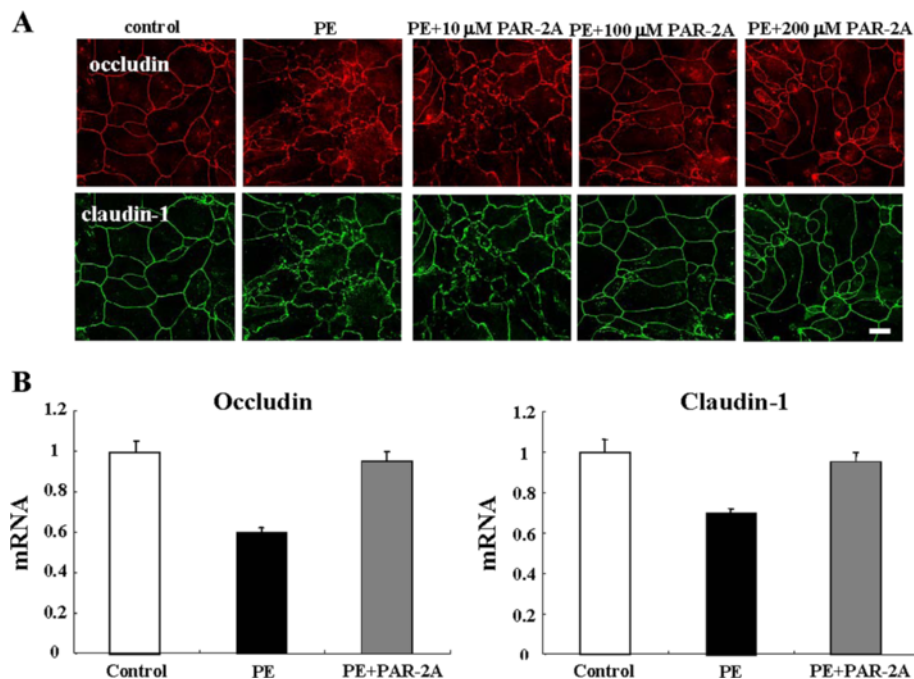 A
control PE PE+10 μM PAR-2A PE+100 μM PAR-2A PE+200 μM PAR-2A
occludin
claudin-1
B
Occludin
mRNA
1.2
1
0.8
0.6
0.4
0.2
0
Control PE PE+PAR-2A
Claudin-1
mRNA
1.2
1
0.8
0.6
0.4
0.2
0
Control PE PE+PAR-2A